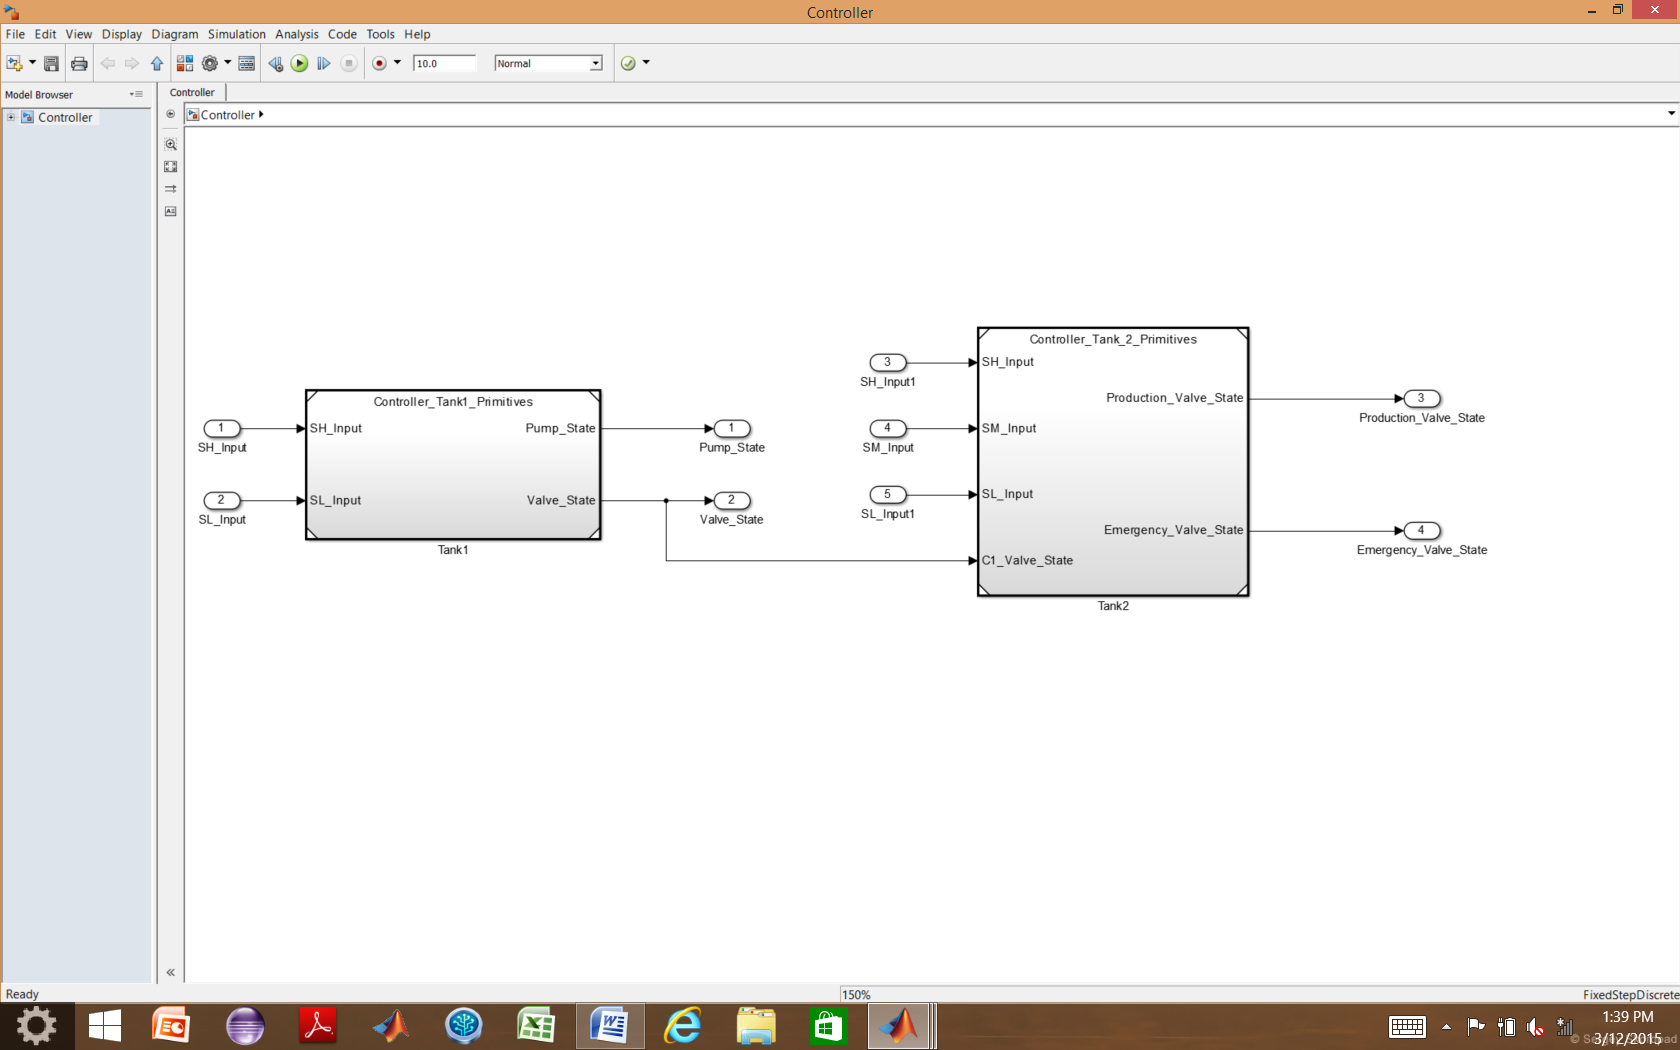 Controller
File Edit View Display Diagram Simulation Analysis Code Tools Help
10.0 Normal
Model Browser
Controller
Controller
Controller
Controller_Tank1_Primitives
1
SH_Input
SH_Input
Pump_State
1
Pump_State
2
SL_Input
SL_Input
Valve_State
2
Valve_State
Tank1
Controller_Tank_2_Primitives
3
SH_Input1
SH_Input
Production_Valve_State
3
Production_Valve_State
4
SM_Input
SM_Input
5
SL_Input1
SL_Input
Emergency_Valve_State
4
Emergency_Valve_State
C1_Valve_State
Tank2
Ready
150%
FixedStepDiscrete
1:39 PM
3/12/2015